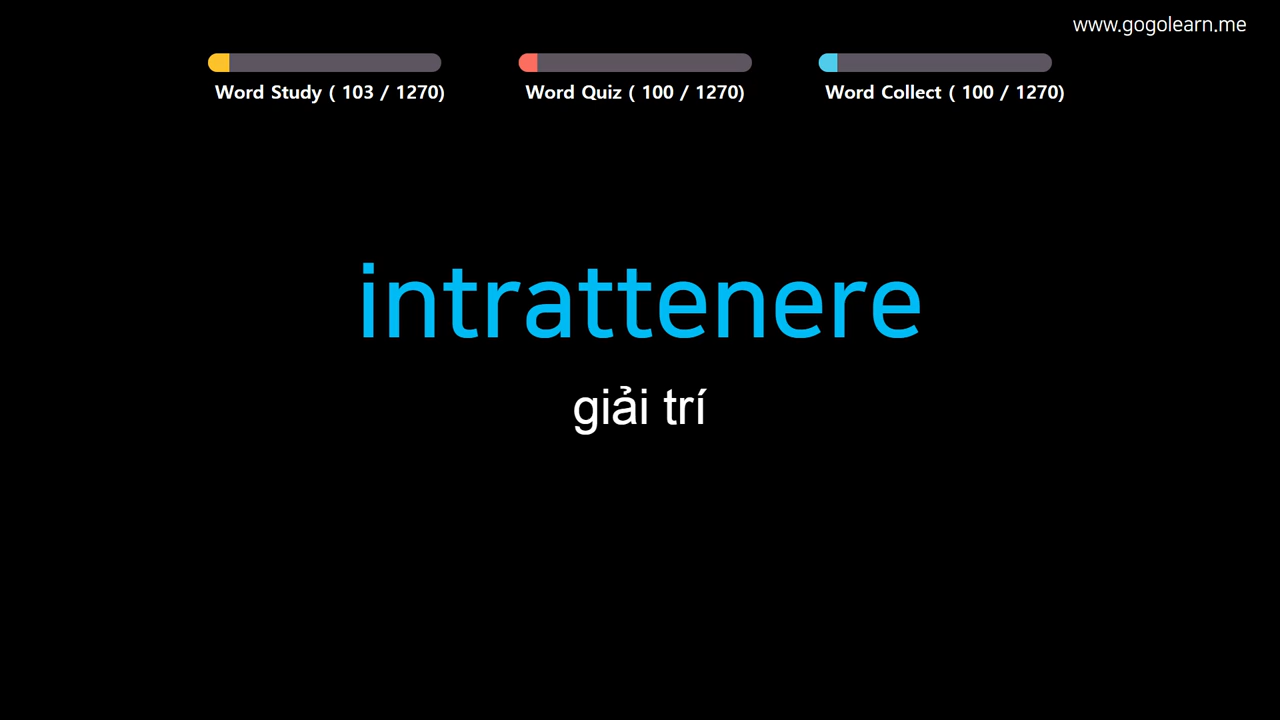 www.gogolearn.me
Word Study ( 103 / 1270)
Word Quiz ( 100 / 1270)
Word Collect ( 100 / 1270)
intrattenere
giải trí